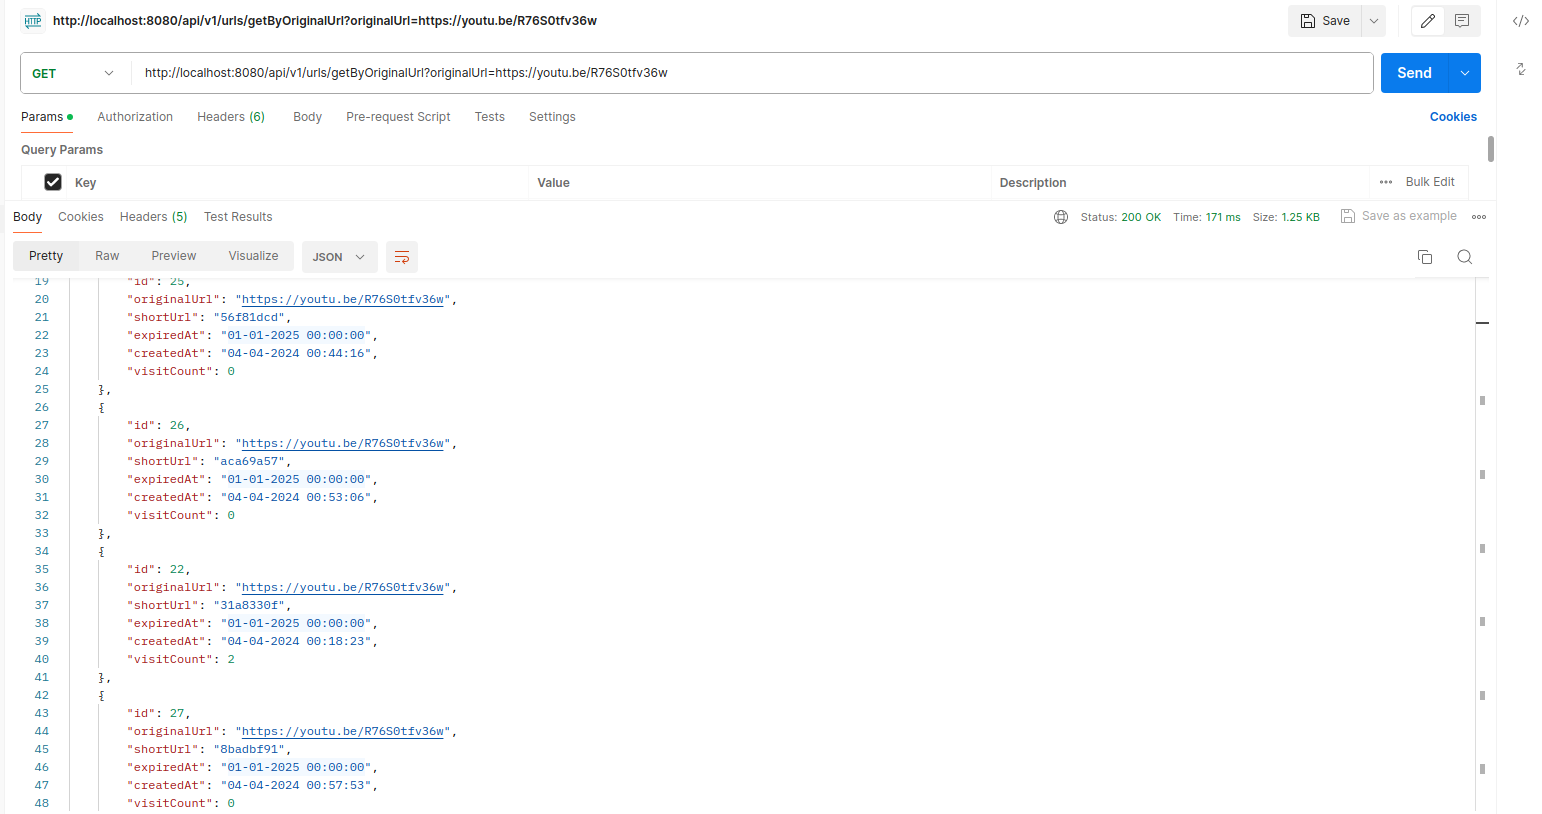 HTTP http://localhost:8080/api/v1/urls/getByOriginalUrl?originalUrl=https://youtu.be/R76S0tfv36w Save
GET http://localhost:8080/api/v1/urls/getByOriginalUrl?originalUrl=https://youtu.be/R76S0tfv36w Send
Params Authorization Headers (6) Body Pre-request Script Tests Settings Cookies
Query Params
Key Value Description Bulk Edit
Body Cookies Headers (5) Test Results Status: 200 OK Time: 171 ms Size: 1.25 KB Save as example
Pretty Raw Preview Visualize JSON
19 "id": 25,
20 "originalUrl": "https://youtu.be/R76S0tfv36w",
21 "shortUrl": "56f81dcd",
22 "expiredAt": "01-01-2025 00:00:00",
23 "createdAt": "04-04-2024 00:44:16",
24 "visitCount": 0
25 },
26 {
27 "id": 26,
28 "originalUrl": "https://youtu.be/R76S0tfv36w",
29 "shortUrl": "aca69a57",
30 "expiredAt": "01-01-2025 00:00:00",
31 "createdAt": "04-04-2024 00:53:06",
32 "visitCount": 0
33 },
34 {
35 "id": 22,
36 "originalUrl": "https://youtu.be/R76S0tfv36w",
37 "shortUrl": "31a8330f",
38 "expiredAt": "01-01-2025 00:00:00",
39 "createdAt": "04-04-2024 00:18:23",
40 "visitCount": 2
41 },
42 {
43 "id": 27,
44 "originalUrl": "https://youtu.be/R76S0tfv36w",
45 "shortUrl": "8badbf91",
46 "expiredAt": "01-01-2025 00:00:00",
47 "createdAt": "04-04-2024 00:57:53",
48 "visitCount": 0